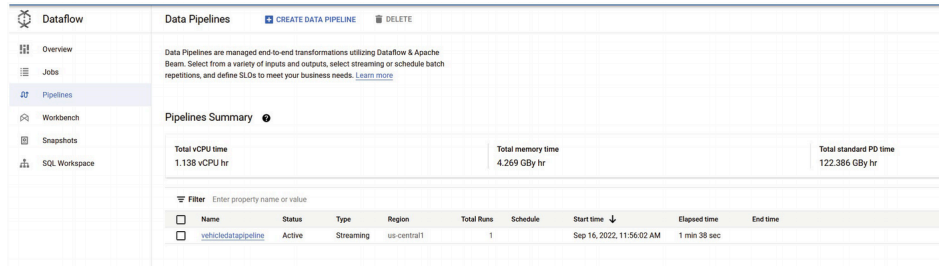 Dataflow
Data Pipelines
CREATE DATA PIPELINE
DELETE
Overview
Jobs
Pipelines
Workbench
Snapshots
SQL Workspace
Data Pipelines are managed end-to-end transformations utilizing Dataflow & Apache
Beam. Select from a variety of inputs and outputs, select streaming or schedule batch
repetitions, and define SLOs to meet your business needs. Learn more
Pipelines Summary
Total vCPU time
1.138 vCPU hr
Total memory time
4.269 GBy hr
Total standard PD time
122.386 GBy hr
Filter Enter property name or value
Name Status Type Region Total Runs Schedule Start time Elapsed time End time
vehicledatapipeline Active Streaming us-central1 1 Sep 16, 2022, 11:56:02 AM 1 min 38 sec